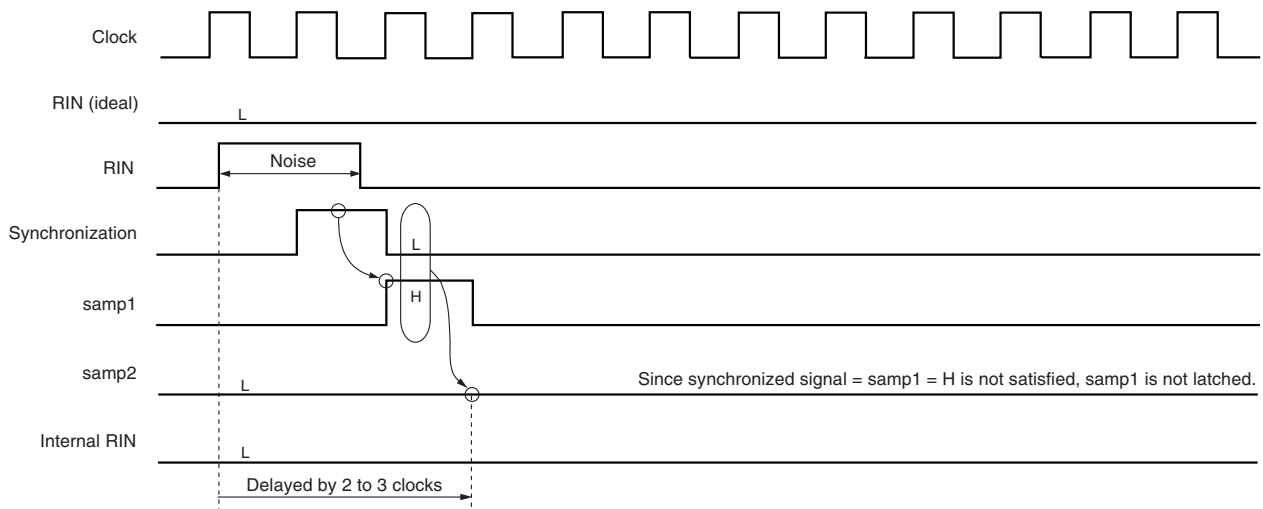 Clock
RIN (ideal)
L
RIN
Noise
Synchronization
L
samp1
H
samp2
L
Since synchronized signal = samp1 = H is not satisfied, samp1 is not latched.
Internal RIN
L
Delayed by 2 to 3 clocks